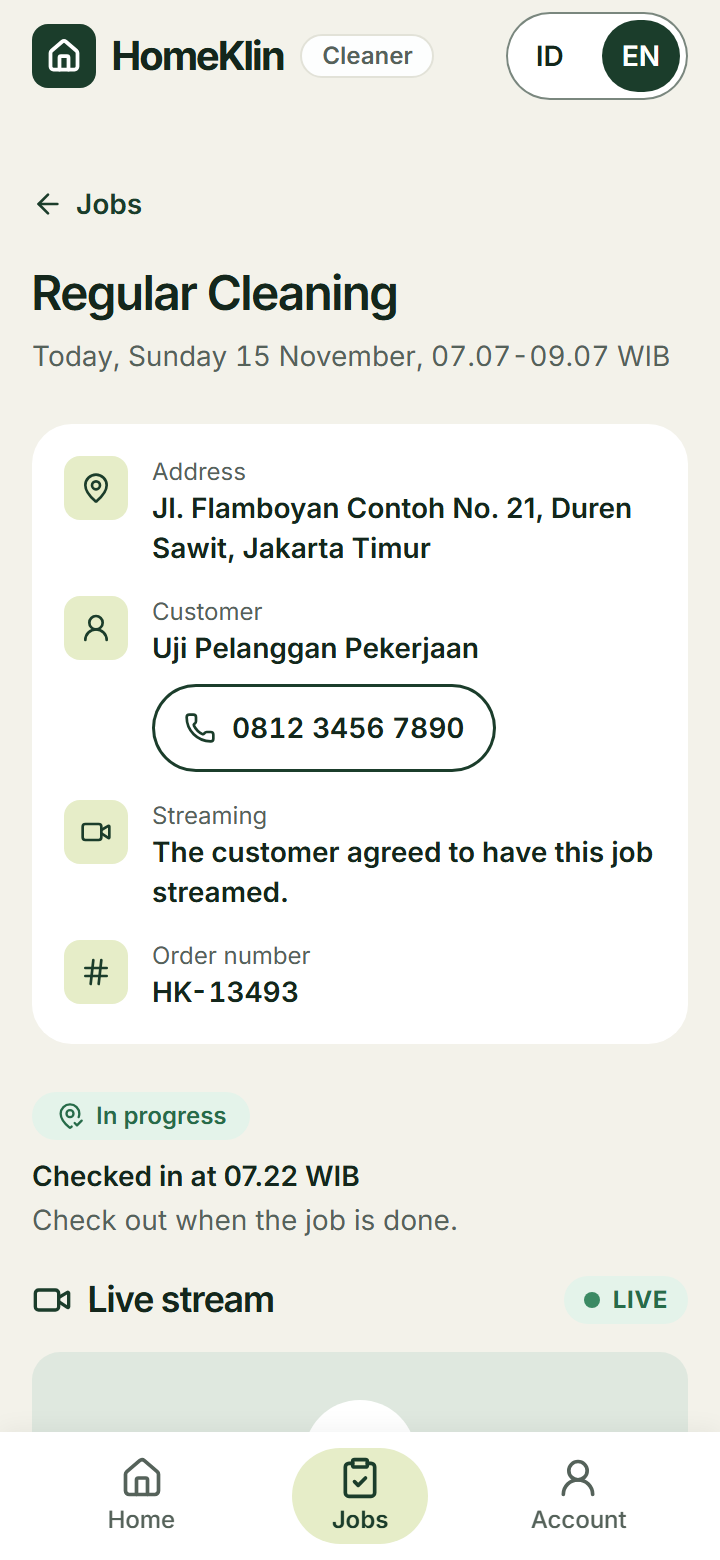 HomeKlin
Cleaner
ID
EN
Jobs
Regular Cleaning
Today, Sunday 15 November, 07.07-09.07 WIB
Address
Jl. Flamboyan Contoh No. 21, Duren
Sawit, Jakarta Timur
Customer
Uji Pelanggan Pekerjaan
0812 3456 7890
Streaming
The customer agreed to have this job
streamed.
Order number
HK-13493
In progress
Checked in at 07.22 WIB
Check out when the job is done.
Live stream
LIVE
Home
Jobs
Account